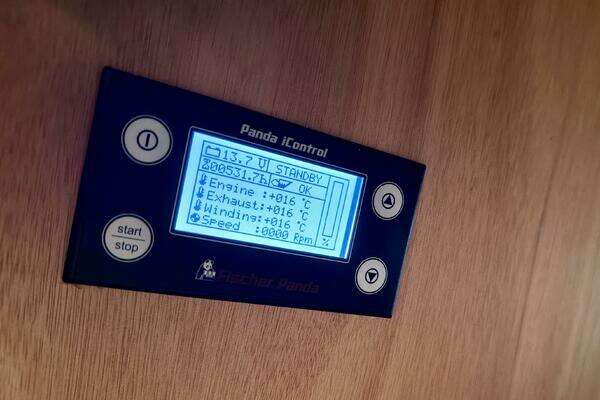 Panda iControl
13.7 V STANDBY
00531.7h OK
Engine :+016 °C
Exhaust:+016 °C
Winding:+016 °C
Speed :0000 Rpm %
start
stop
Fischer Panda